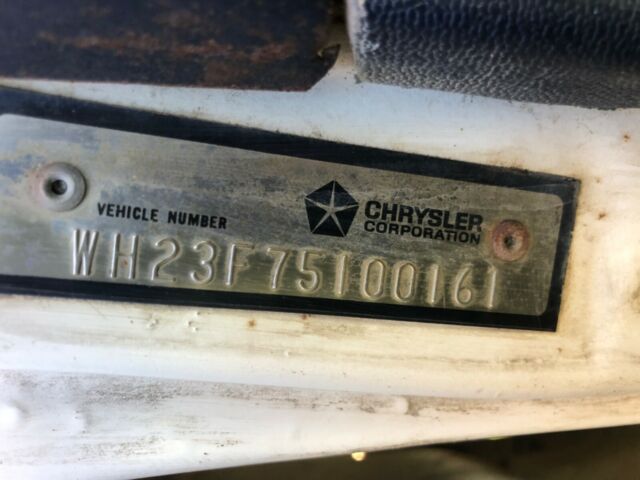 VEHICLE NUMBER
CHRYSLER
CORPORATION
WH23F75100161